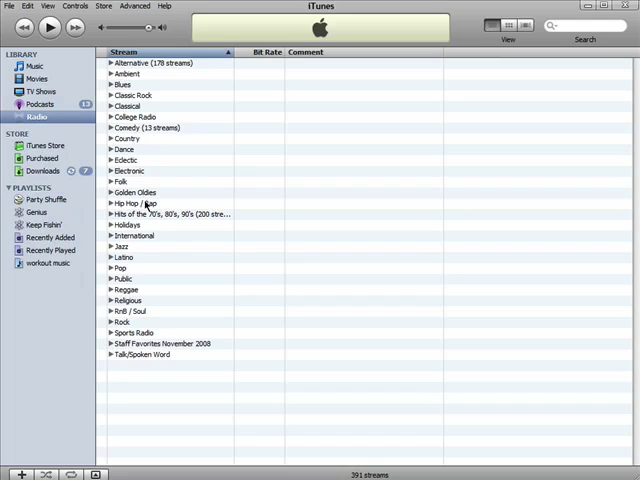 iTunes
File Edit View Controls Store Advanced Help
View
Search
LIBRARY
Music
Movies
TV Shows
Podcasts 13
Radio
STORE
iTunes Store
Purchased
Downloads 7
PLAYLISTS
Party Shuffle
Genius
Keep Fishin'
Recently Added
Recently Played
workout music
Stream Bit Rate Comment
Alternative (178 streams)
Ambient
Blues
Classic Rock
Classical
College Radio
Comedy (13 streams)
Country
Dance
Eclectic
Electronic
Folk
Golden Oldies
Hip Hop / Rap
Hits of the 70's, 80's, 90's (200 stre...
Holidays
International
Jazz
Latino
Pop
Public
Reggae
Religious
RnB / Soul
Rock
Sports Radio
Staff Favorites November 2008
Talk/Spoken Word
391 streams